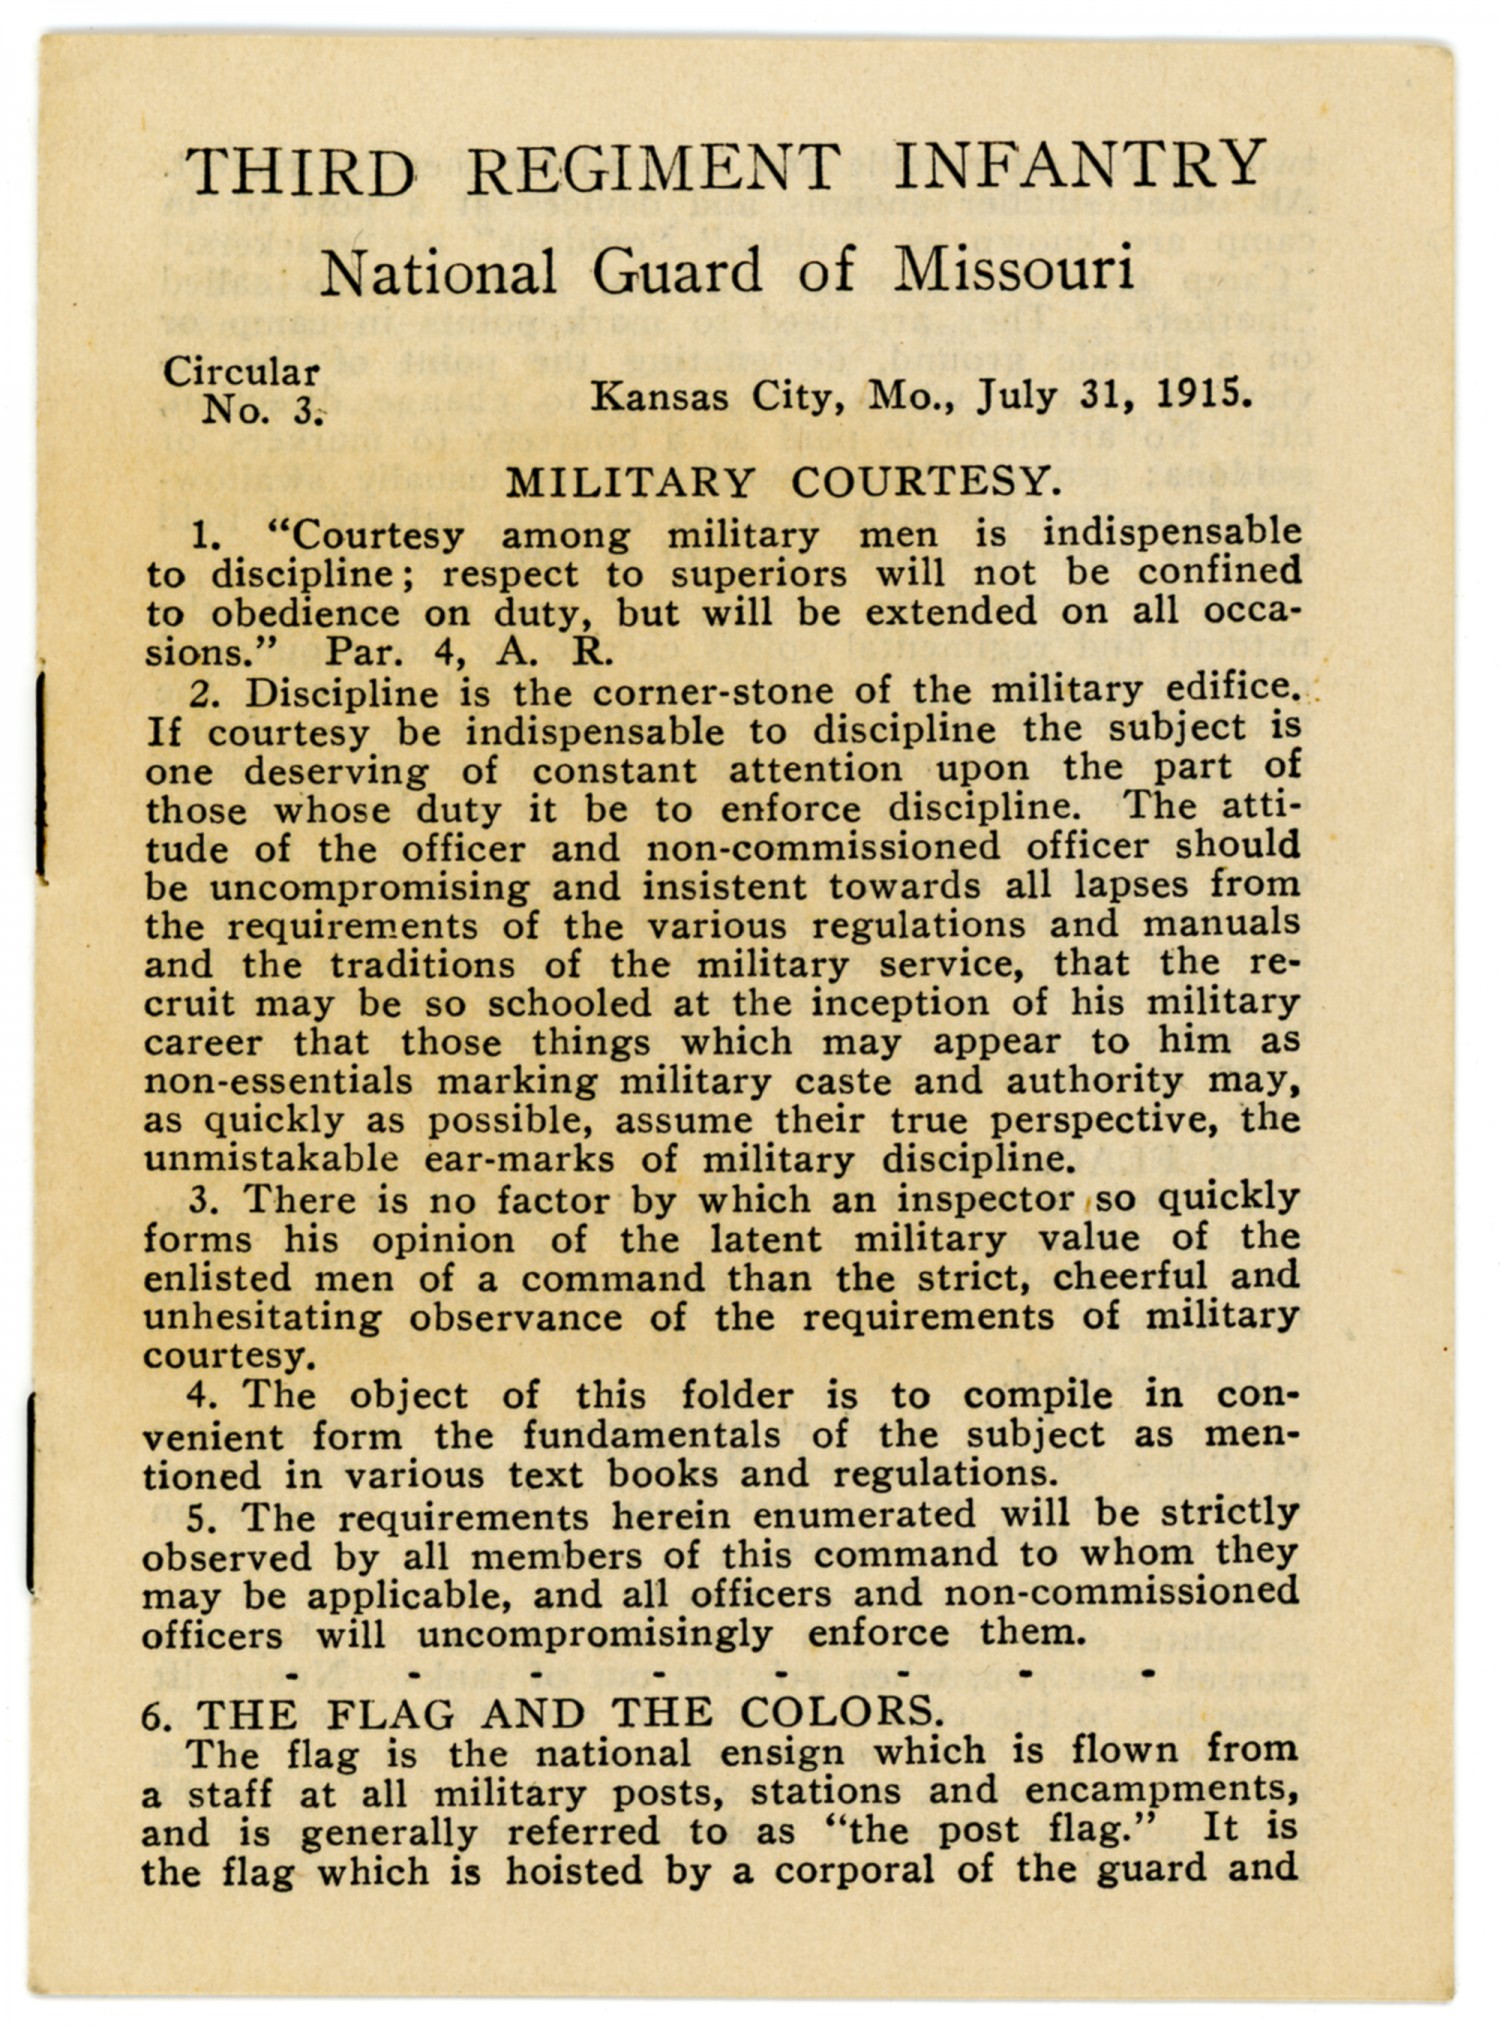 THIRD REGIMENT INFANTRY
National Guard of Missouri
Circular
No. 3.
Kansas City, Mo., July 31, 1915.
MILITARY COURTESY.
1. “Courtesy among military men is indispensable
to discipline; respect to superiors will not be confined
to obedience on duty, but will be extended on all occa-
sions.” Par. 4, A. R.
2. Discipline is the corner-stone of the military edifice.
If courtesy be indispensable to discipline the subject is
one deserving of constant attention upon the part of
those whose duty it be to enforce discipline. The atti-
tude of the officer and non-commissioned officer should
be uncompromising and insistent towards all lapses from
the requirements of the various regulations and manuals
and the traditions of the military service, that the re-
cruit may be so schooled at the inception of his military
career that those things which may appear to him as
non-essentials marking military caste and authority may,
as quickly as possible, assume their true perspective, the
unmistakable ear-marks of military discipline.
3. There is no factor by which an inspector so quickly
forms his opinion of the latent military value of the
enlisted men of a command than the strict, cheerful and
unhesitating observance of the requirements of military
courtesy.
4. The object of this folder is to compile in con-
venient form the fundamentals of the subject as men-
tioned in various text books and regulations.
5. The requirements herein enumerated will be strictly
observed by all members of this command to whom they
may be applicable, and all officers and non-commissioned
officers will uncompromisingly enforce them.
- - - - - - - -
6. THE FLAG AND THE COLORS.
The flag is the national ensign which is flown from
a staff at all military posts, stations and encampments,
and is generally referred to as “the post flag.” It is
the flag which is hoisted by a corporal of the guard and